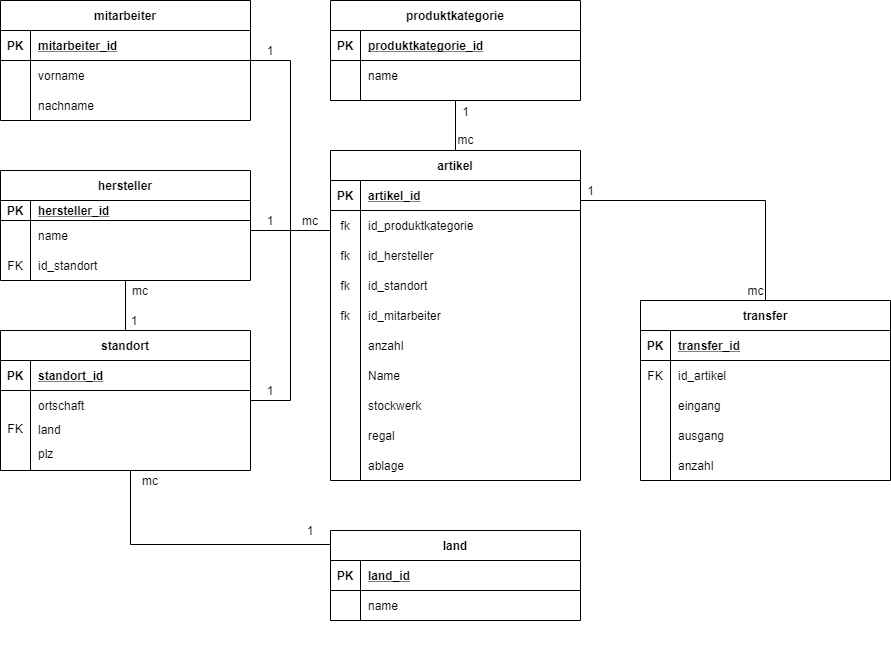 mitarbeiter
PK mitarbeiter_id
vorname
nachname
1
produktkategorie
PK produktkategorie_id
name
1
mc
hersteller
PK hersteller_id
name
FK id_standort
1
mc
mc
1
artikel
PK artikel_id
fk id_produktkategorie
fk id_hersteller
fk id_standort
fk id_mitarbeiter
anzahl
Name
stockwerk
regal
ablage
1
mc
transfer
PK transfer_id
FK id_artikel
eingang
ausgang
anzahl
standort
PK standort_id
ortschaft
FK land
plz
1
mc
1
land
PK land_id
name